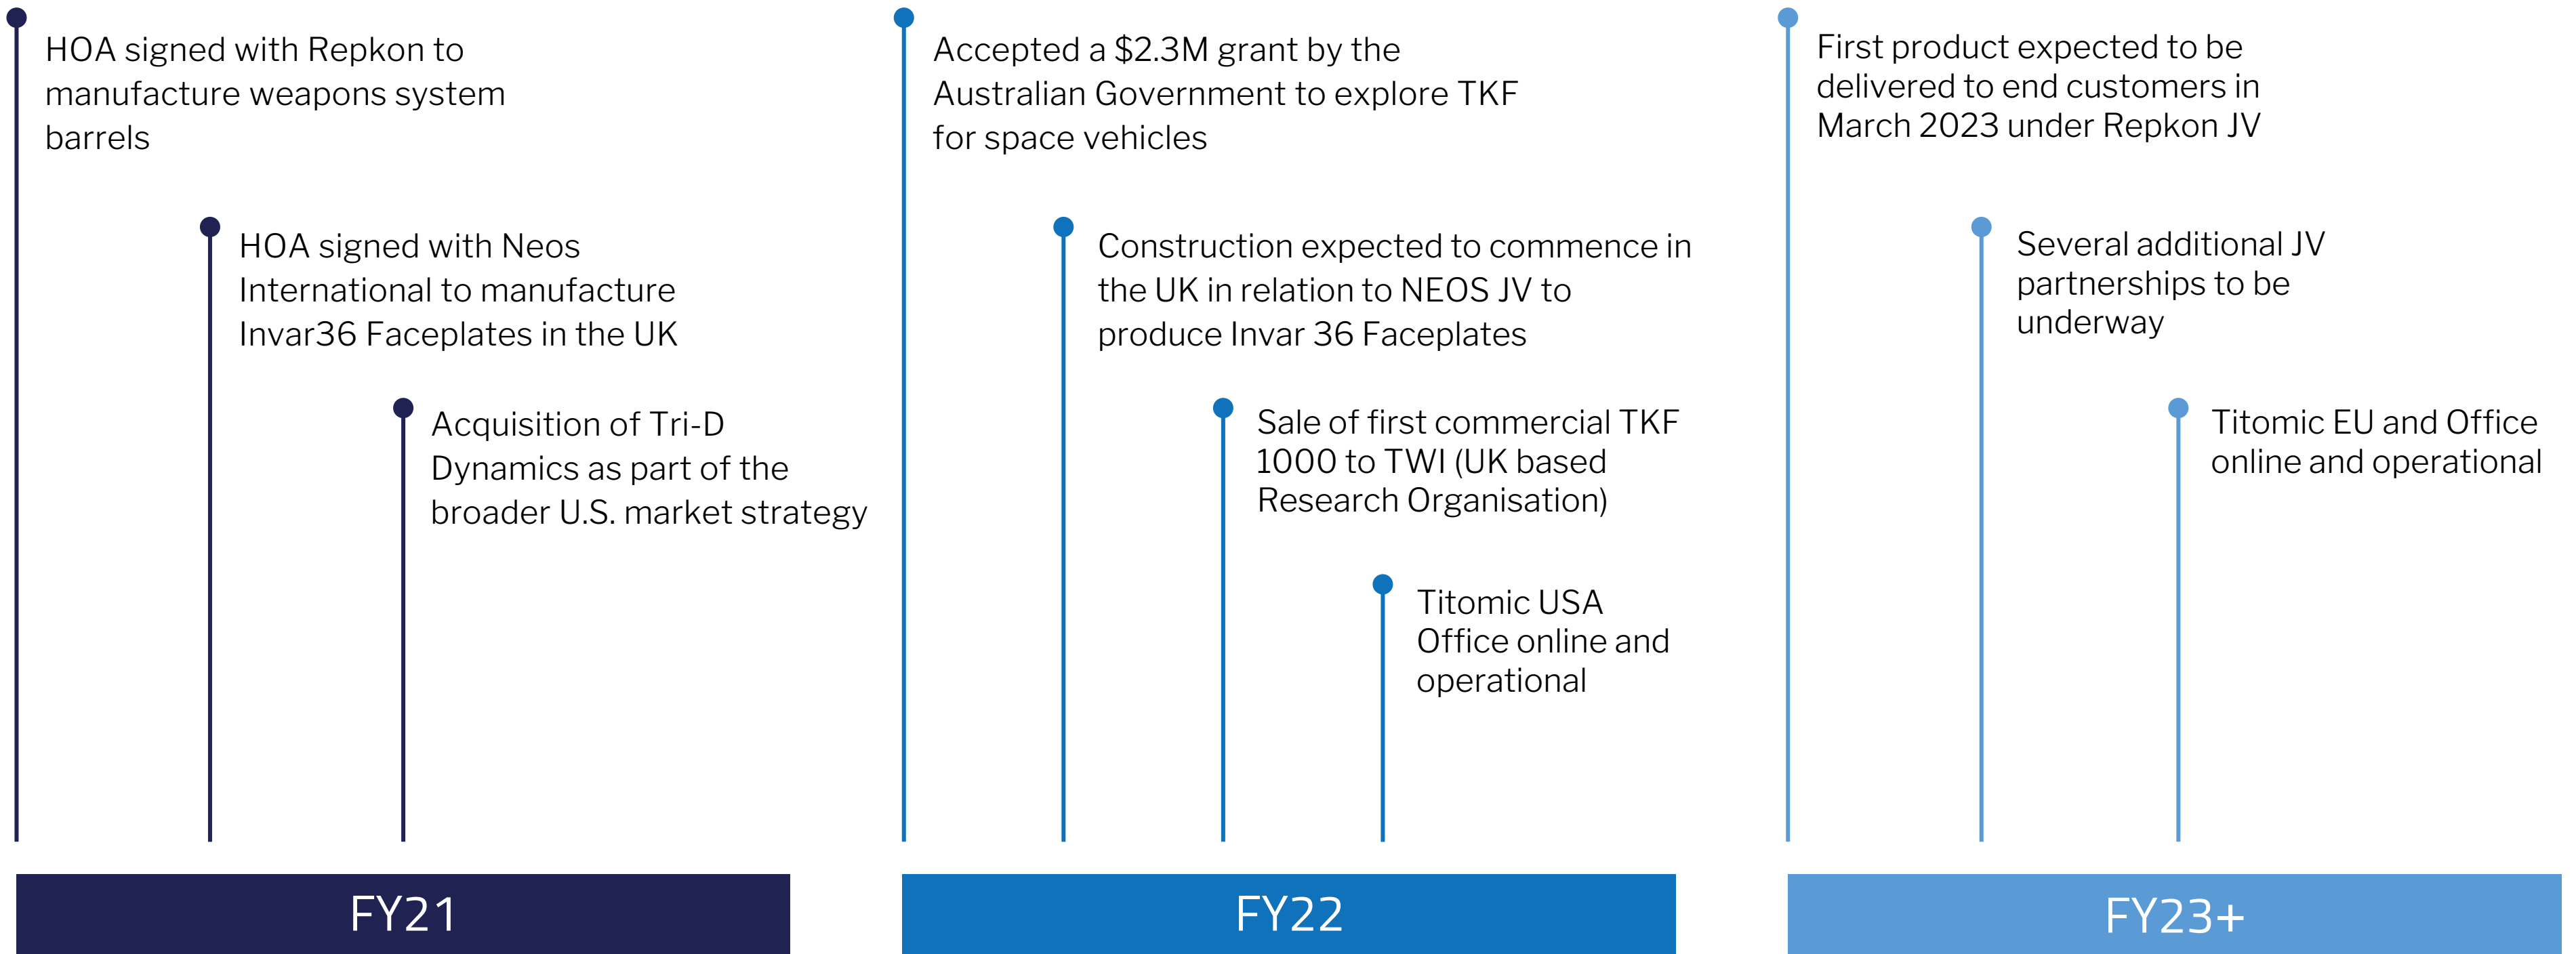 HOA signed with Repkon to
manufacture weapons system
barrels
HOA signed with Neos
International to manufacture
Invar36 Faceplates in the UK
Acquisition of Tri-D
Dynamics as part of the
broader U.S. market strategy
FY21
Accepted a $2.3M grant by the
Australian Government to explore TKF
for space vehicles
Construction expected to commence in
the UK in relation to NEOS JV to
produce Invar 36 Faceplates
Sale of first commercial TKF
1000 to TWI (UK based
Research Organisation)
Titomic USA
Office online and
operational
FY22
First product expected to be
delivered to end customers in
March 2023 under Repkon JV
Several additional JV
partnerships to be
underway
Titomic EU and Office
online and operational
FY23+